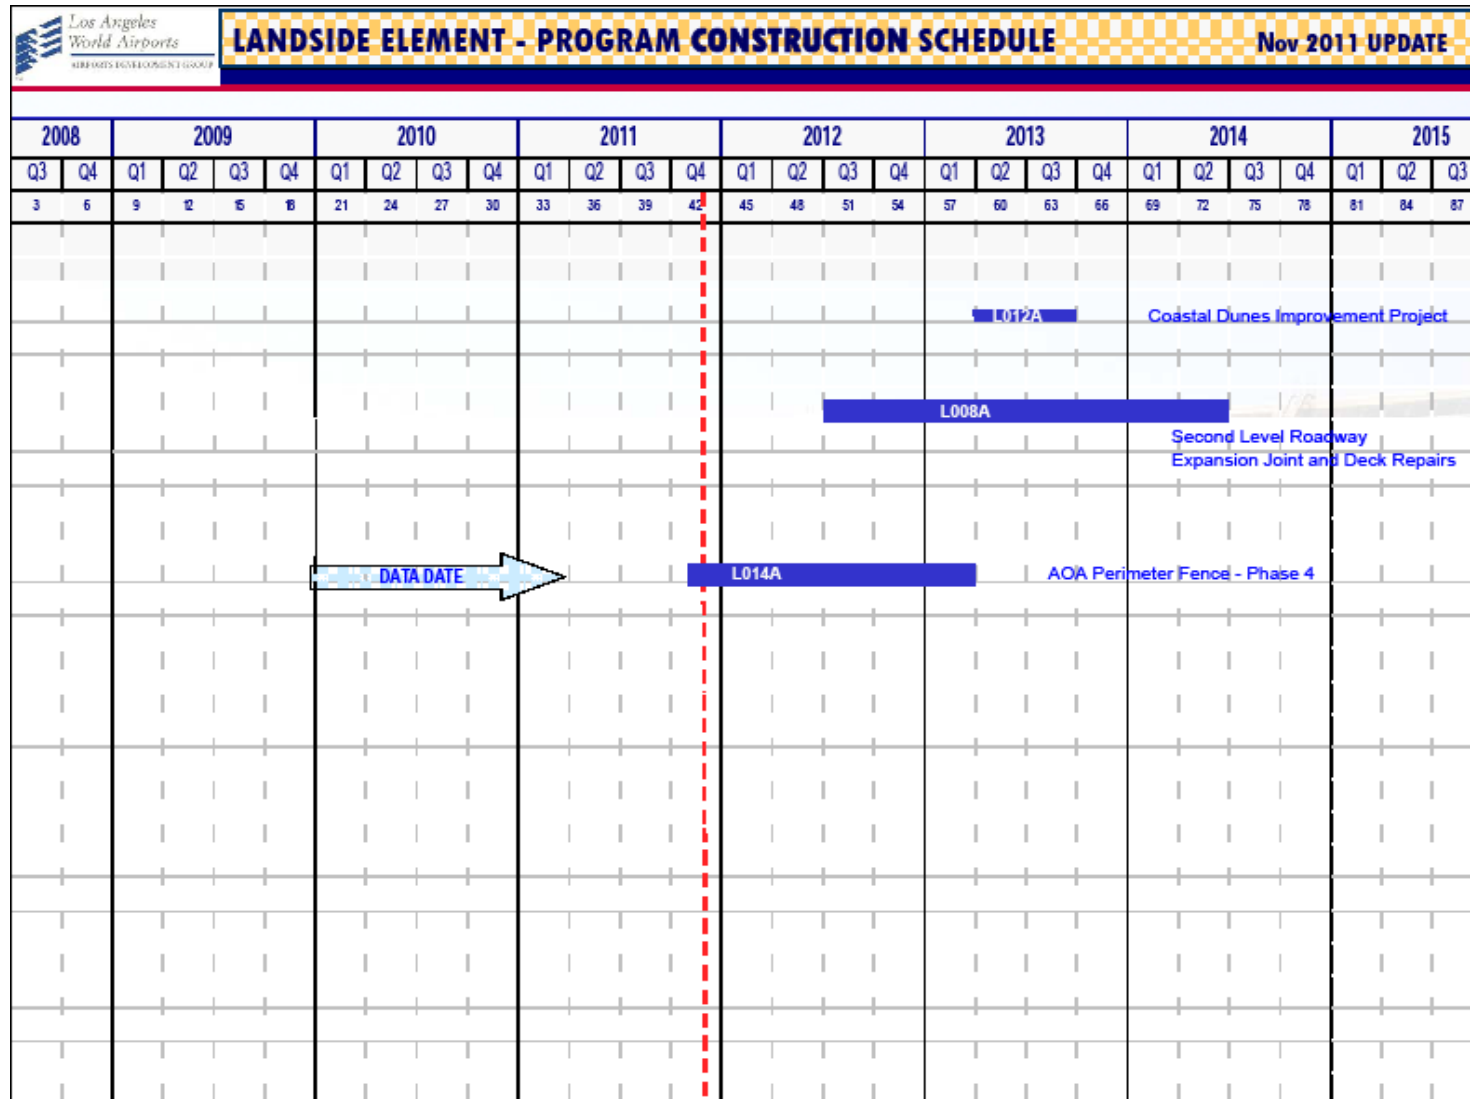 Los Angeles
World Airports
AIRPORTS DEVELOPMENT GROUP
LANDSIDE ELEMENT - PROGRAM CONSTRUCTION SCHEDULE
Nov 2011 UPDATE
2008 2009 2010 2011 2012 2013 2014 2015
Q3 Q4 Q1 Q2 Q3 Q4 Q1 Q2 Q3 Q4 Q1 Q2 Q3 Q4 Q1 Q2 Q3 Q4 Q1 Q2 Q3 Q4 Q1 Q2 Q3 Q4 Q1 Q2 Q3
3 6 9 12 15 18 21 24 27 30 33 36 39 42 45 48 51 54 57 60 63 66 69 72 75 78 81 84 87
L012A Coastal Dunes Improvement Project
L008A
Second Level Roadway
Expansion Joint and Deck Repairs
DATA DATE L014A AOA Perimeter Fence - Phase 4